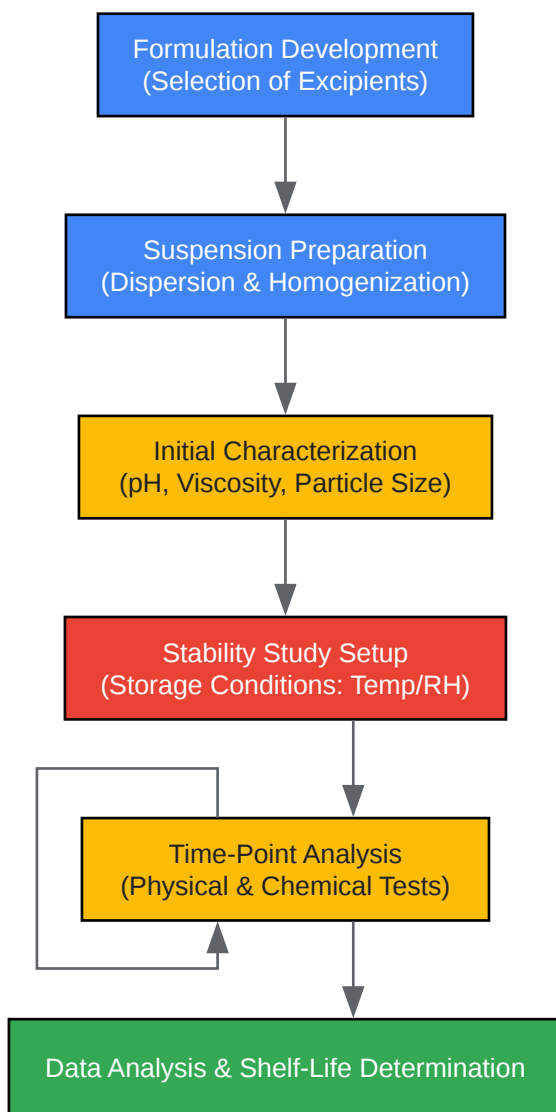 Formulation Development
(Selection of Excipients)
Suspension Preparation
(Dispersion & Homogenization)
Initial Characterization
(pH, Viscosity, Particle Size)
Stability Study Setup
(Storage Conditions: Temp/RH)
Time-Point Analysis
(Physical & Chemical Tests)
Data Analysis & Shelf-Life Determination